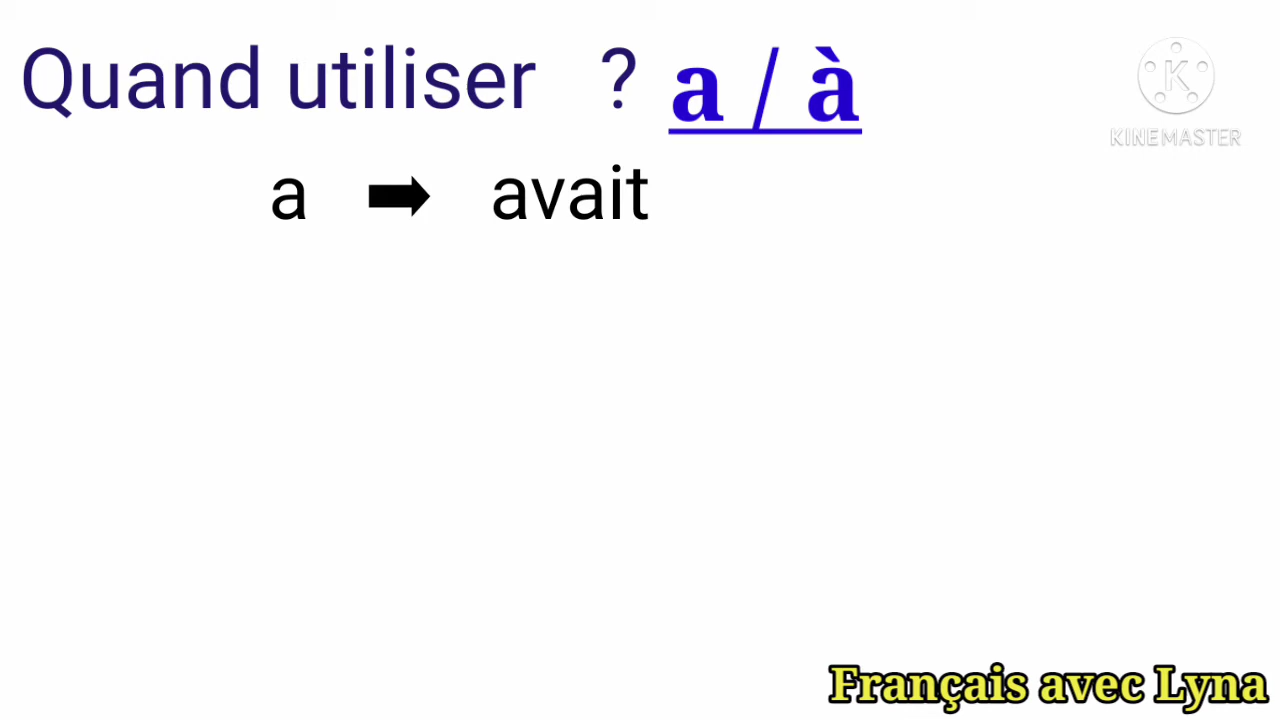 Quand utiliser ? a / à
K
KINEMASTER
a ➡ avait
Français avec Lyna